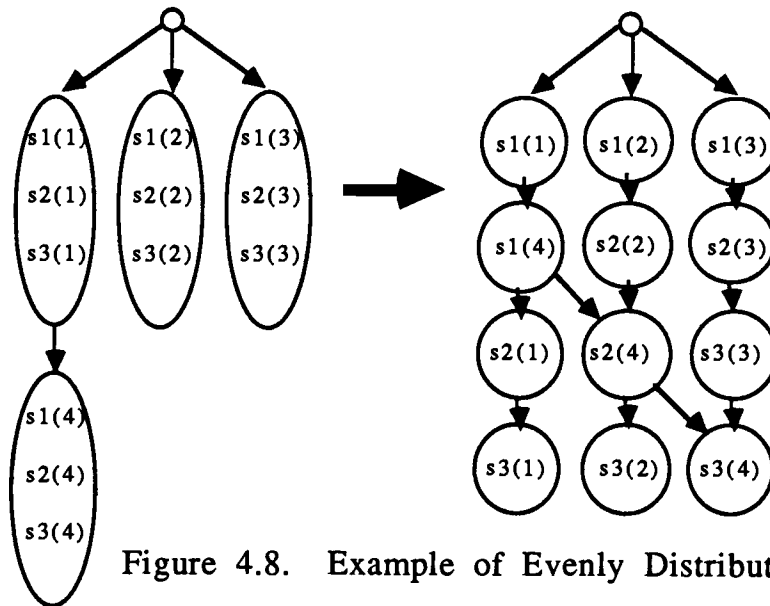 s1(1) s1(2) s1(3)
s2(1) s2(2) s2(3)
s3(1) s3(2) s3(3)
s1(4)
s2(4)
s3(4)
s1(1) s1(2) s1(3)
s1(4) s2(2) s2(3)
s2(1) s2(4) s3(3)
s3(1) s3(2) s3(4)
Figure 4.8. Example of Evenly Distribut